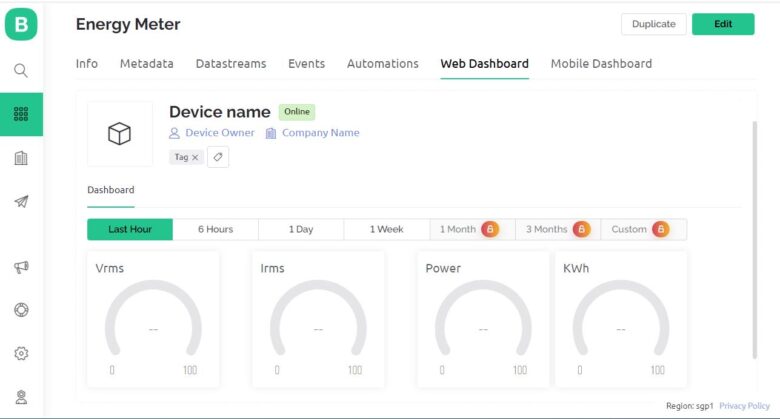 B
Energy Meter
Duplicate
Edit
Info Metadata Datastreams Events Automations Web Dashboard Mobile Dashboard
Device name Online
Device Owner Company Name
Tag ×
Dashboard
Last Hour 6 Hours 1 Day 1 Week 1 Month 3 Months Custom
Vrms Irms Power KWh
-- -- -- --
0 100 0 100 0 100 0 100
Region: sgp1 Privacy Policy